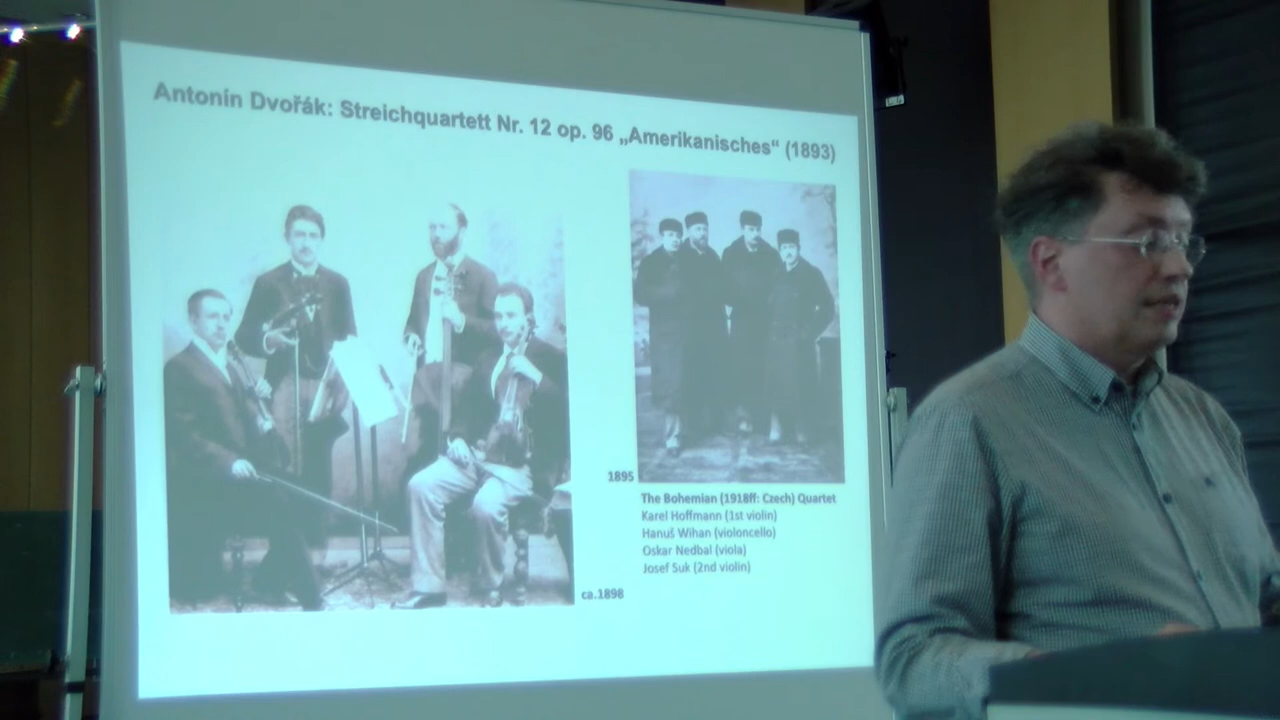 Antonín Dvořák: Streichquartett Nr. 12 op. 96 „Amerikanisches“ (1893)
1895
The Bohemian (1918ff: Czech) Quartet
Karel Hoffmann (1st violin)
Hanuš Wihan (violoncello)
Oskar Nedbal (viola)
Josef Suk (2nd violin)
ca.1898